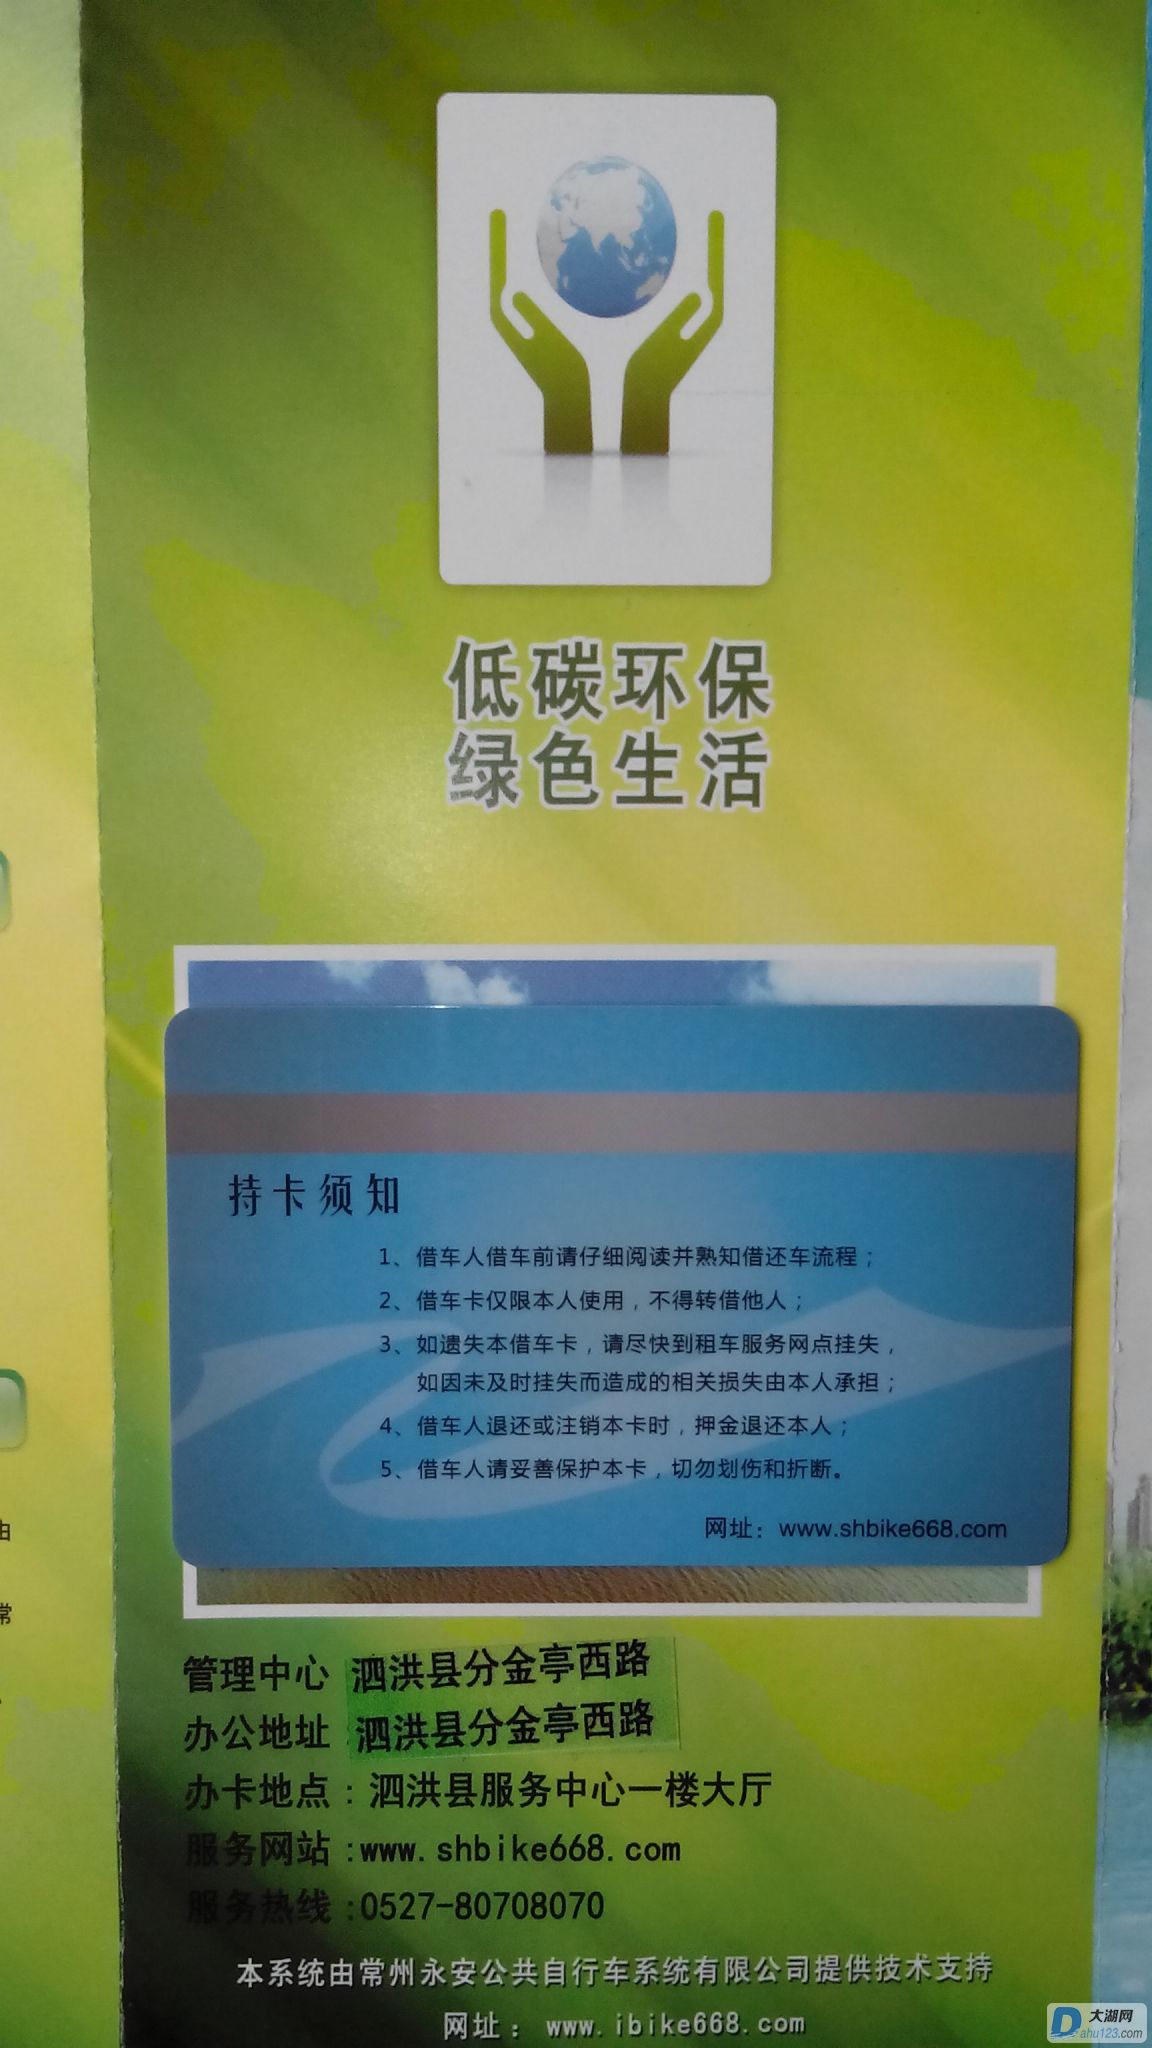 低碳环保
绿色生活
持卡须知
1、借车人借车前请仔细阅读并熟知借还车流程；
2、借车卡仅限本人使用，不得转借他人；
3、如遗失本借车卡，请尽快到租车服务网点挂失，
如因未及时挂失而造成的相关损失由本人承担；
4、借车人退还或注销本卡时，押金退还本人；
5、借车人请妥善保护本卡，切勿划伤和折断。
网址：www.shbike668.com
管理中心 泗洪县分金亭西路
办公地址 泗洪县分金亭西路
办卡地点：泗洪县服务中心一楼大厅
服务网站:www.shbike668.com
服务热线:0527-80708070
本系统由常州永安公共自行车系统有限公司提供技术支持
网址：www.ibike668.com
由
常
大湖网
Dahu123.com